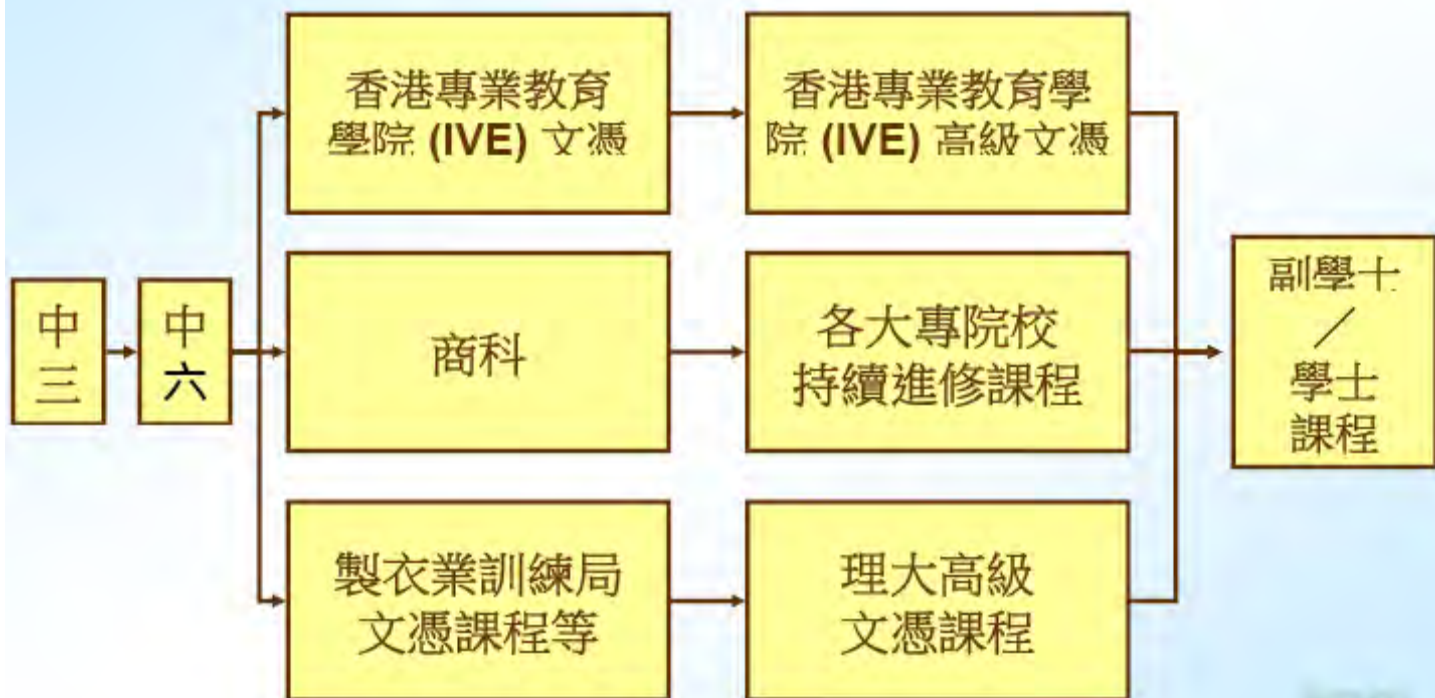 香港專業教育
學院 (IVE) 文憑
香港專業教育學
院 (IVE) 高級文憑
中
三
中
六
商科
各大專院校
持續進修課程
副學士
／
學士
課程
製衣業訓練局
文憑課程等
理大高級
文憑課程